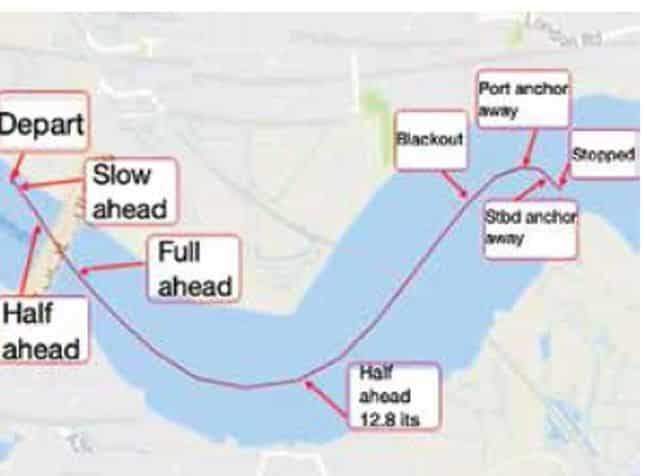 London Rd
Port anchor
away
Depart
Blackout
Stopped
Slow
ahead
Stbd anchor
away
Full
ahead
Half
ahead
Half
ahead
12.8 its